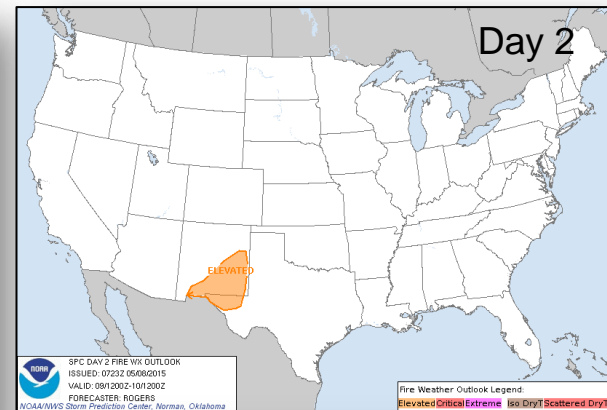 Day 2
ELEVATED
NOAA
SPC DAY 2 FIRE WX OUTLOOK
ISSUED: 0723Z 05/08/2015
VALID: 09/1200Z-10/1200Z
FORECASTER: ROGERS
NOAA/NWS Storm Prediction Center, Norman, Oklahoma
Fire Weather Outlook Legend:
Elevated Critical Extreme Iso DryT Scattered DryT